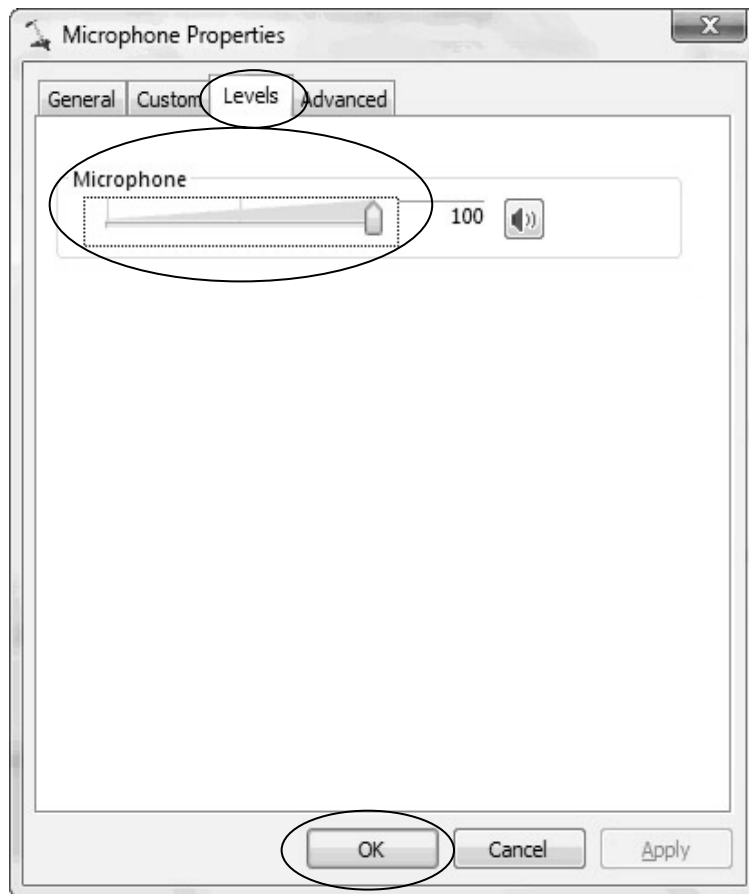 Microphone Properties
X
General Custom Levels Advanced
Microphone
100
OK Cancel Apply